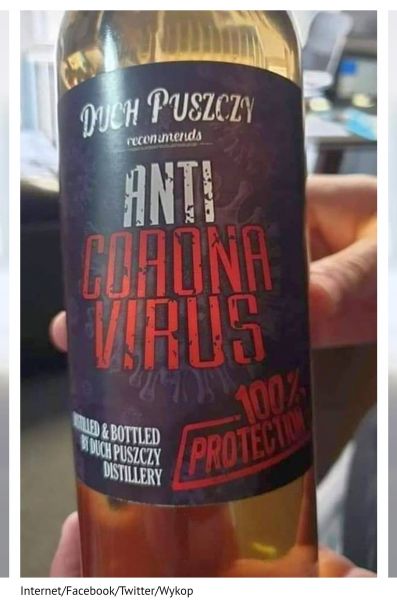 DUCH PUSZCZY
recommends
ANTI
CORONA
VIRUS
100%
PROTECTION
DISTILLED & BOTTLED
BY DUCH PUSZCZY
DISTILLERY
Internet/Facebook/Twitter/Wykop